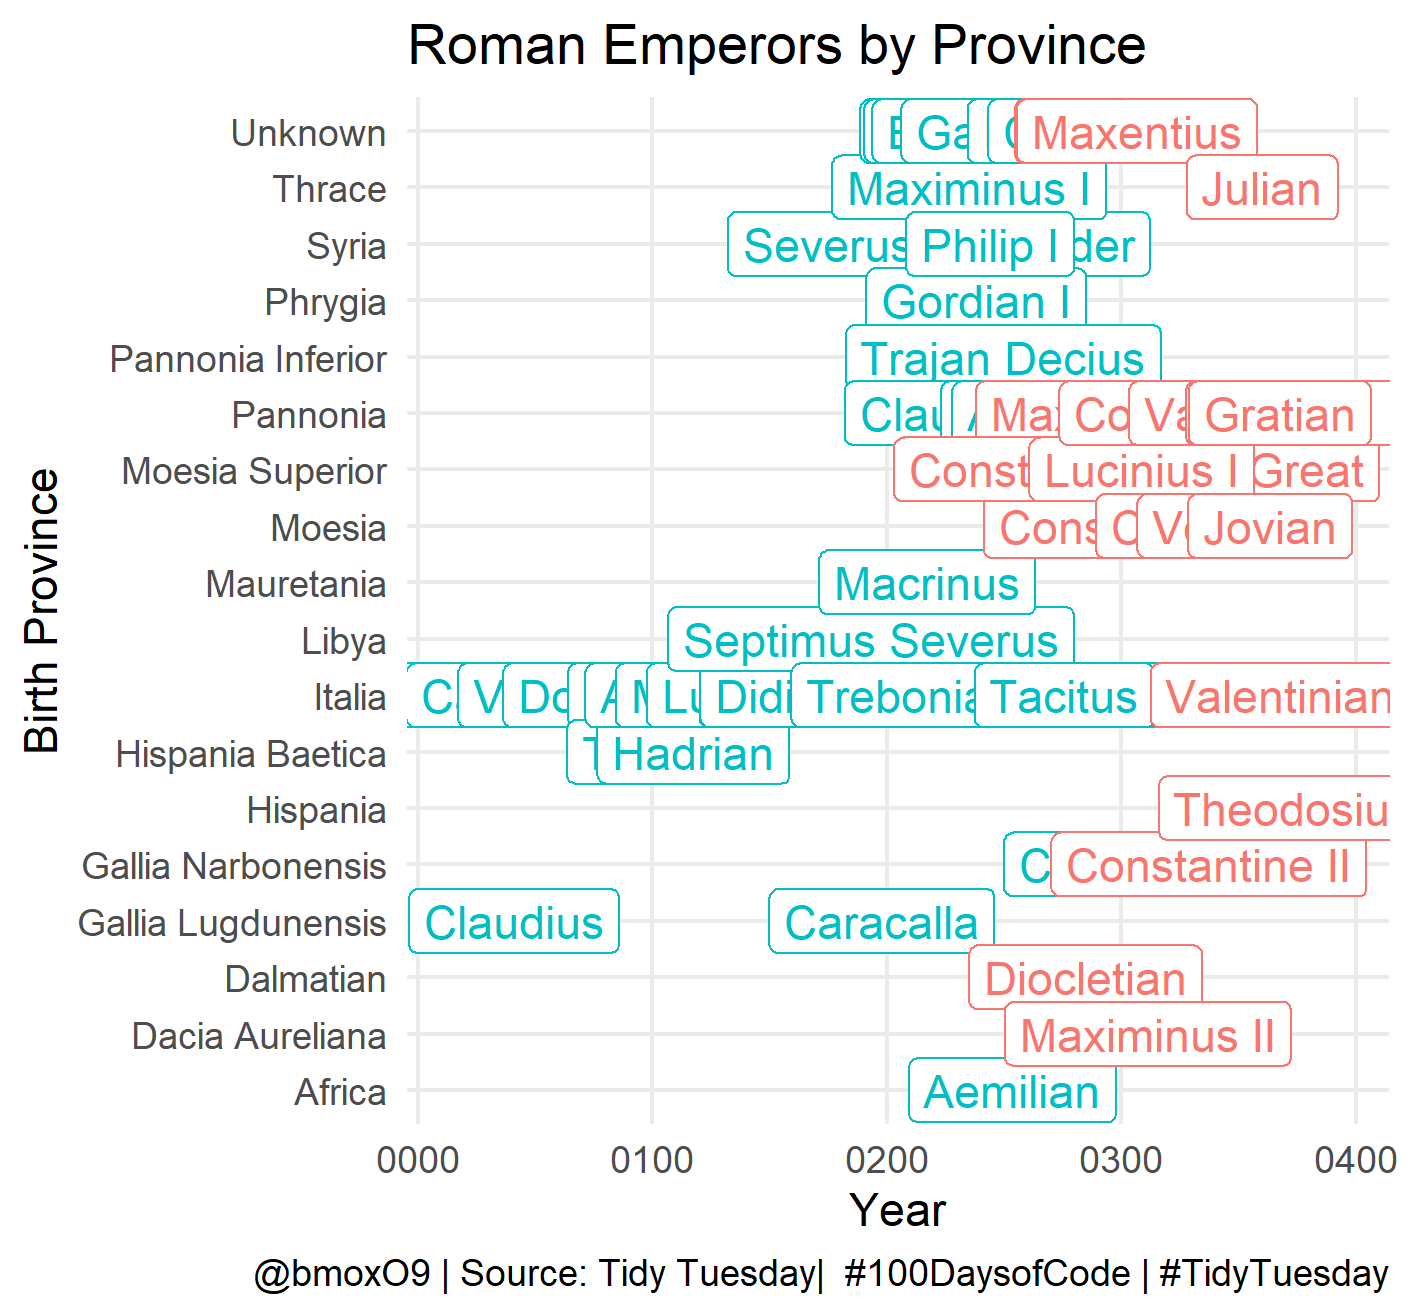 Roman Emperors by Province
Birth Province
Unknown Ga Maxentius
Thrace Maximinus I Julian
Syria Severus Philip I der
Phrygia Gordian I
Pannonia Inferior Trajan Decius
Pannonia Clau Max Co Va Gratian
Moesia Superior Const Lucinius I Great
Moesia Cons C Ve Jovian
Mauretania Macrinus
Libya Septimus Severus
Italia C V Do A M Lu Didi Trebonia Tacitus Valentinian
Hispania Baetica T Hadrian
Hispania Theodosiu
Gallia Narbonensis C Constantine II
Gallia Lugdunensis Claudius Caracalla
Dalmatian Diocletian
Dacia Aureliana Maximinus II
Africa Aemilian
0000 0100 0200 0300 0400
Year
@bmoxO9 | Source: Tidy Tuesday| #100DaysofCode | #TidyTuesday